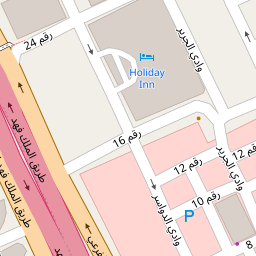 رقم 24
وادي الحرير
Holiday
Inn
طريق الملك فهد
طريق الملك فهد
رقم 16
رقم 12
رقم 12
وادي الحرير
رقم 10
وادي الدواسر
P
8